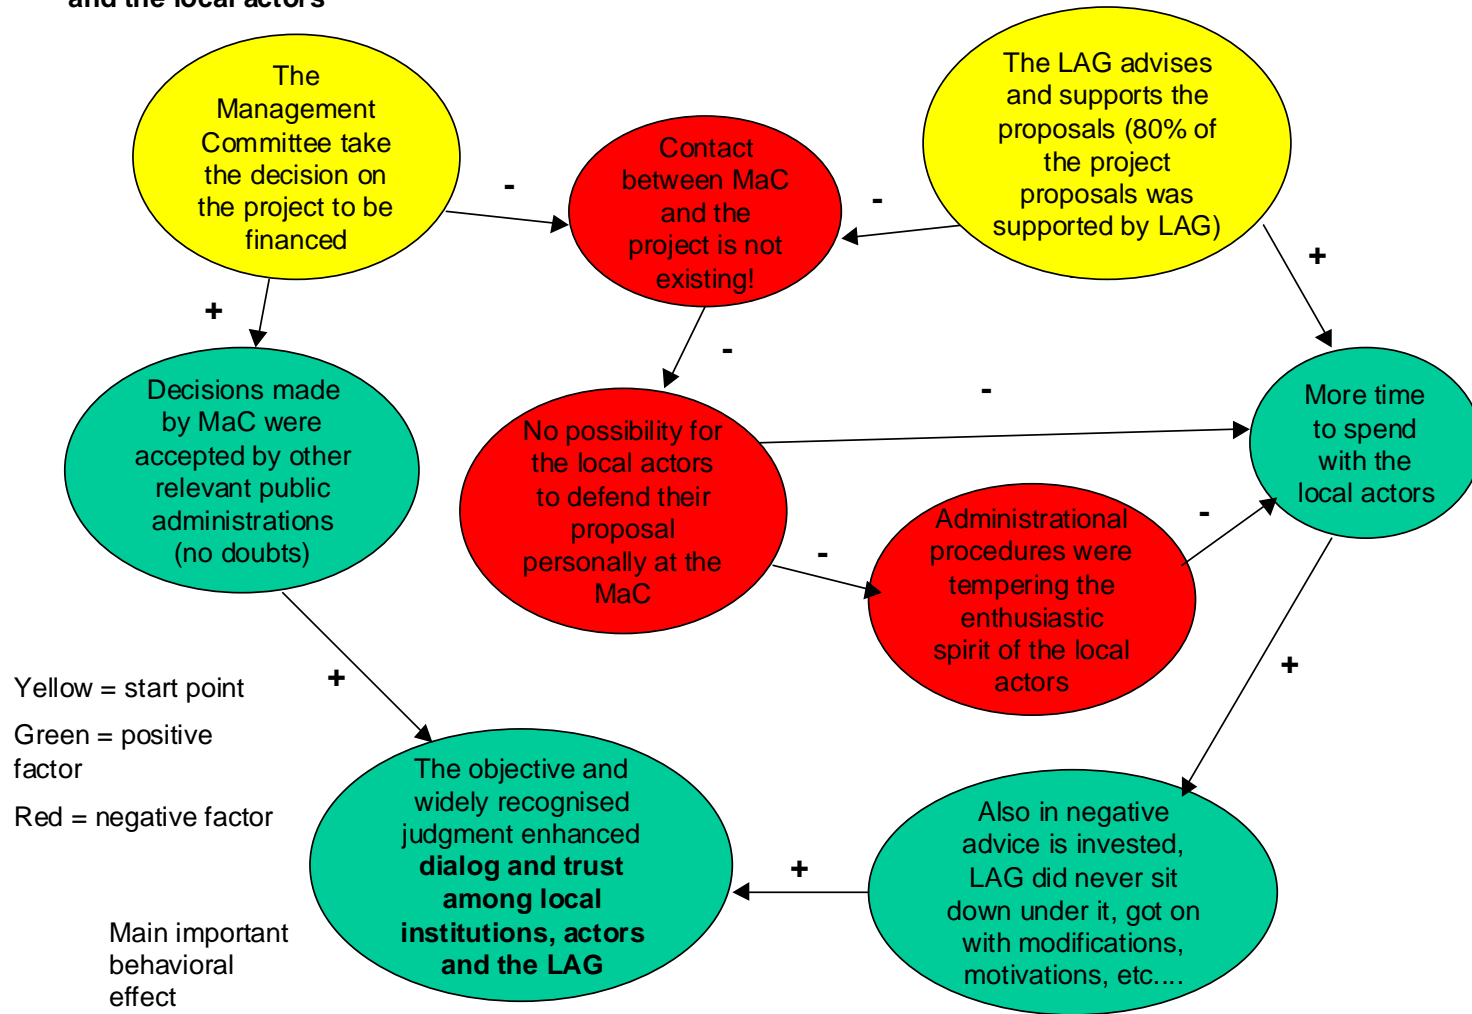 and the local actors
The
Management
Committee take
the decision on
the project to be
financed
The LAG advises
and supports the
proposals (80% of
the project
proposals was
supported by LAG)
Contact
between MaC
and the
project is not
existing!
-
-
+
+
-
-
Decisions made
by MaC were
accepted by other
relevant public
administrations
(no doubts)
No possibility for
the local actors
to defend their
proposal
personally at the
MaC
More time
to spend
with the
local actors
Administrational
procedures were
tempering the
enthusiastic
spirit of the local
actors
-
-
+
+
Yellow = start point
Green = positive
factor
Red = negative factor
The objective and
widely recognised
judgment enhanced
dialog and trust
among local
institutions, actors
and the LAG
+
Also in negative
advice is invested,
LAG did never sit
down under it, got on
with modifications,
motivations, etc....
Main important
behavioral
effect